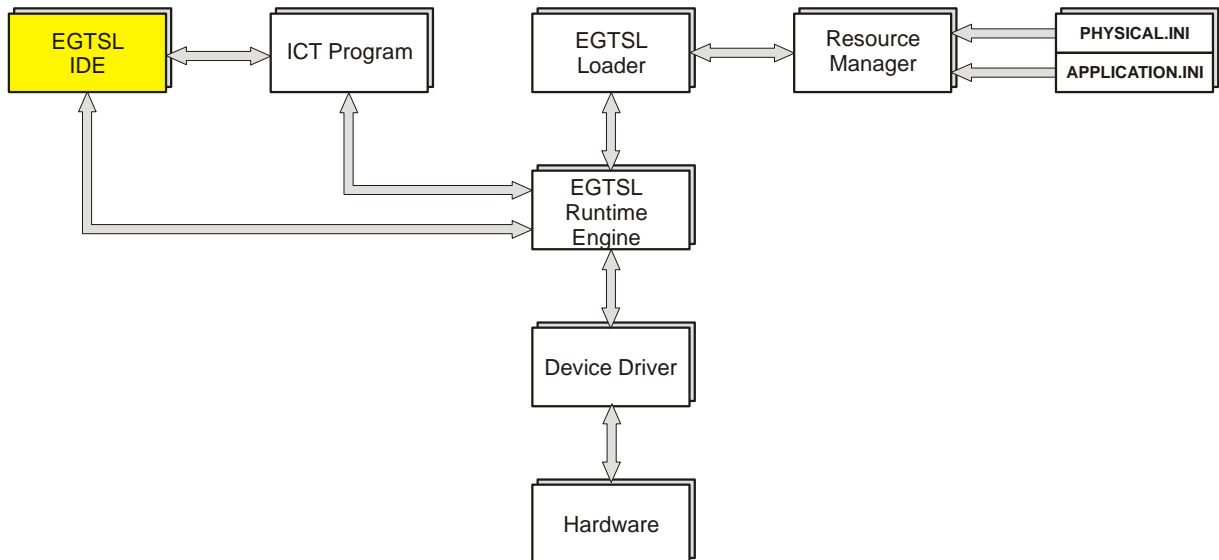 EGTSL
IDE
ICT Program
EGTSL
Loader
Resource
Manager
PHYSICAL.INI
APPLICATION.INI
EGTSL
Runtime
Engine
Device Driver
Hardware